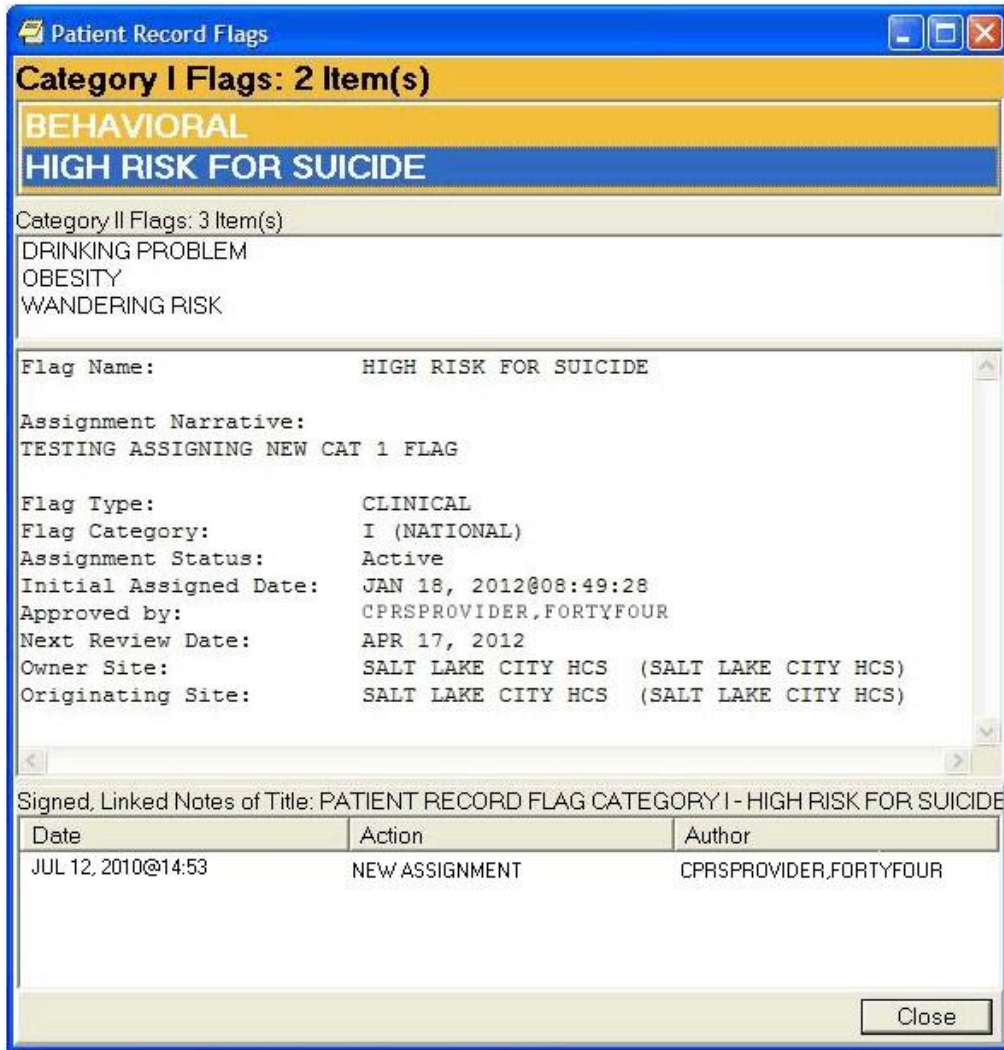 Patient Record Flags
Category I Flags: 2 Item(s)
BEHAVIORAL
HIGH RISK FOR SUICIDE
Category II Flags: 3 Item(s)
DRINKING PROBLEM
OBESITY
WANDERING RISK
Flag Name: HIGH RISK FOR SUICIDE
Assignment Narrative:
TESTING ASSIGNING NEW CAT 1 FLAG
Flag Type: CLINICAL
Flag Category: I (NATIONAL)
Assignment Status: Active
Initial Assigned Date: JAN 18, 2012@08:49:28
Approved by: CPRSPROVIDER,FORTYFOUR
Next Review Date: APR 17, 2012
Owner Site: SALT LAKE CITY HCS (SALT LAKE CITY HCS)
Originating Site: SALT LAKE CITY HCS (SALT LAKE CITY HCS)
Signed, Linked Notes of Title: PATIENT RECORD FLAG CATEGORY I - HIGH RISK FOR SUICIDE
Date Action Author
JUL 12, 2010@14:53 NEW ASSIGNMENT CPRSPROVIDER,FORTYFOUR
Close